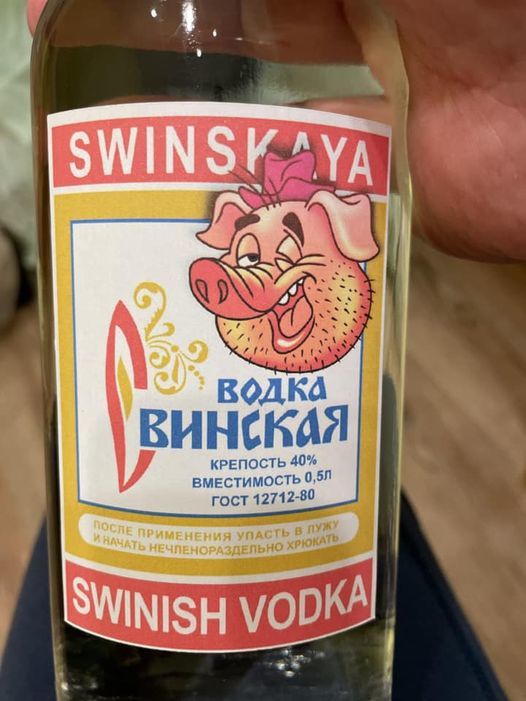 SWINSKAYA
ВОДКА
СВИНСКАЯ
КРЕПОСТЬ 40%
ВМЕСТИМОСТЬ 0,5Л
ГОСТ 12712-80
ПОСЛЕ ПРИМЕНЕНИЯ УПАСТЬ В ЛУЖУ
И НАЧАТЬ НЕЧЛЕНОРАЗДЕЛЬНО ХРЮКАТЬ
SWINISH VODKA